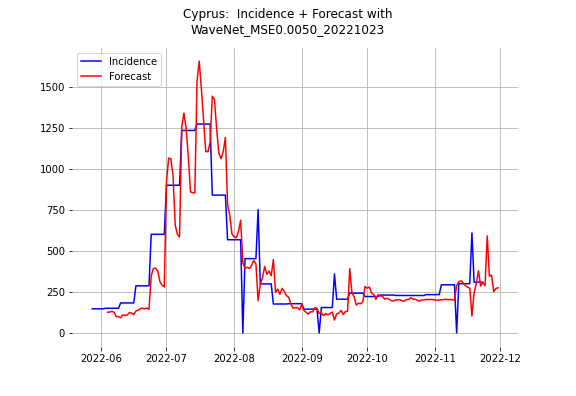 Cyprus:  Incidence + Forecast with
WaveNet_MSE0.0050_20221023
Incidence
Forecast
1500
1250
1000
750
500
250
0
2022-06 2022-07 2022-08 2022-09 2022-10 2022-11 2022-12